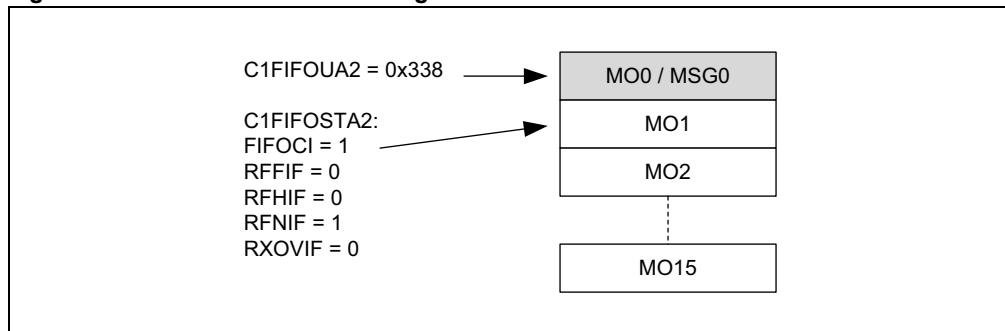 C1FIFOUA2 = 0x338
C1FIFOSTA2:
FIFOCI = 1
RFFIF = 0
RFHIF = 0
RFNIF = 1
RXOVIF = 0
MO0 / MSG0
MO1
MO2
MO15